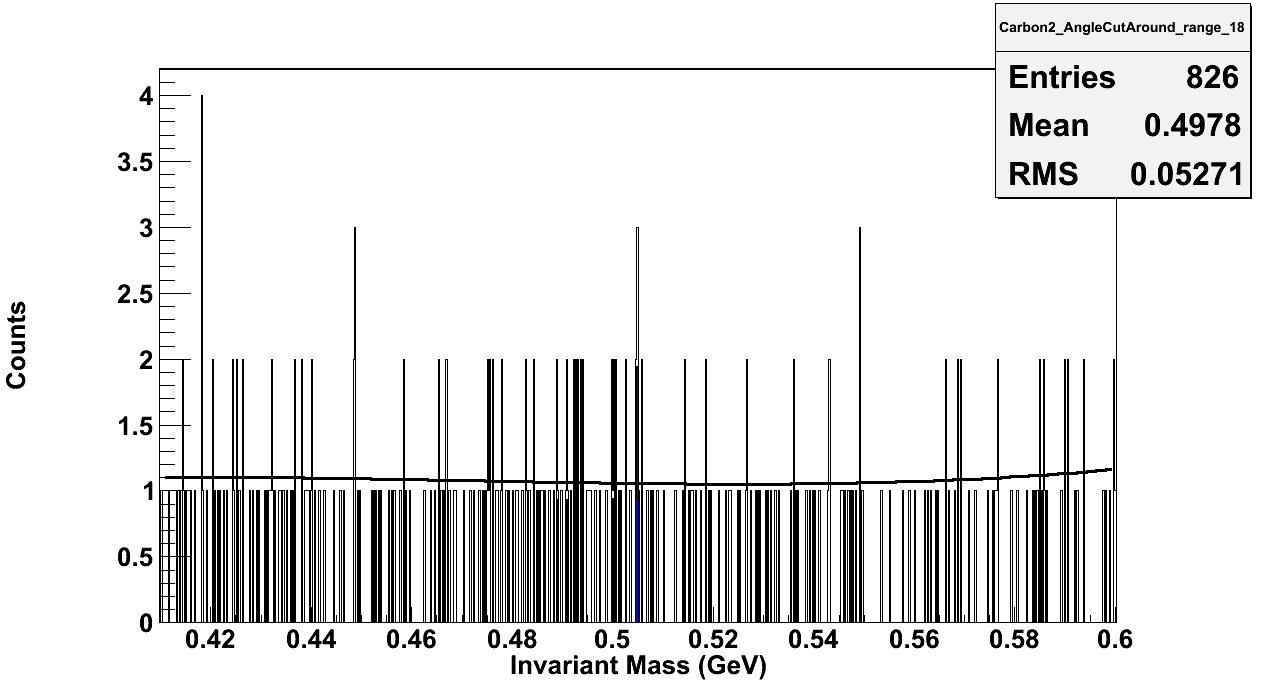 Carbon2_AngleCutAround_range_18
Entries 826
Mean 0.4978
RMS 0.05271
4
3.5
3
2.5
2
1.5
1
0.5
0
Counts
0.42 0.44 0.46 0.48 0.5 0.52 0.54 0.56 0.58 0.6
Invariant Mass (GeV)